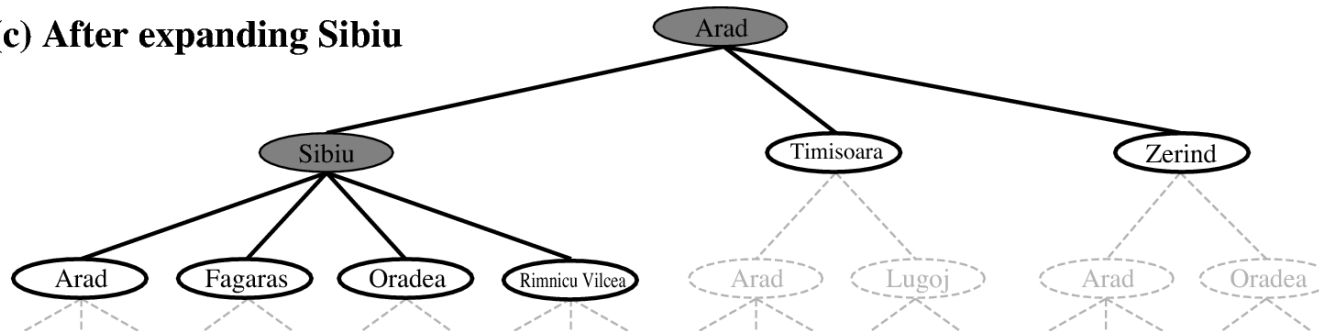 (c) After expanding Sibiu
Arad
Sibiu
Timisoara
Zerind
Arad
Fagaras
Oradea
Rimnicu Vilcea
Arad
Lugoj
Arad
Oradea